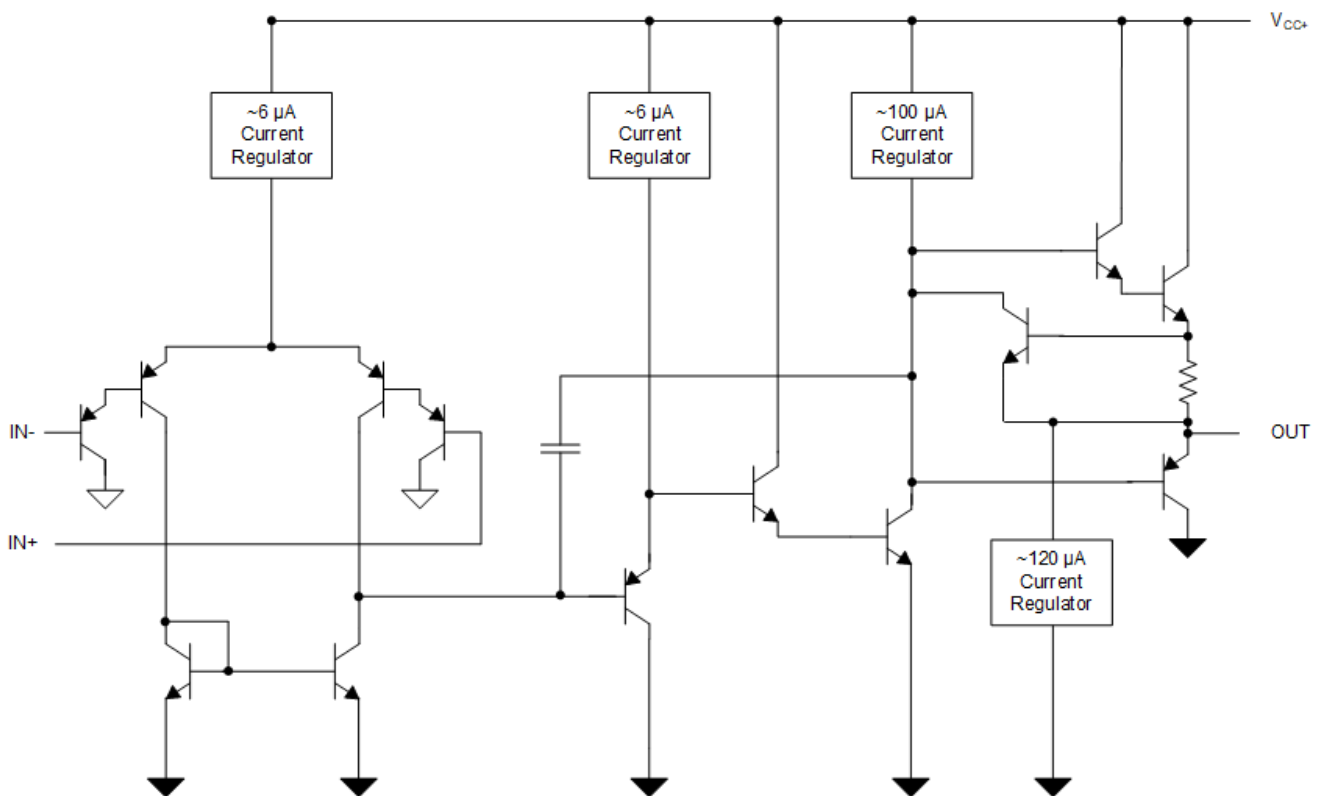 V_CC+
~6 µA
Current
Regulator
~6 µA
Current
Regulator
~100 µA
Current
Regulator
IN-
OUT
IN+
~120 µA
Current
Regulator